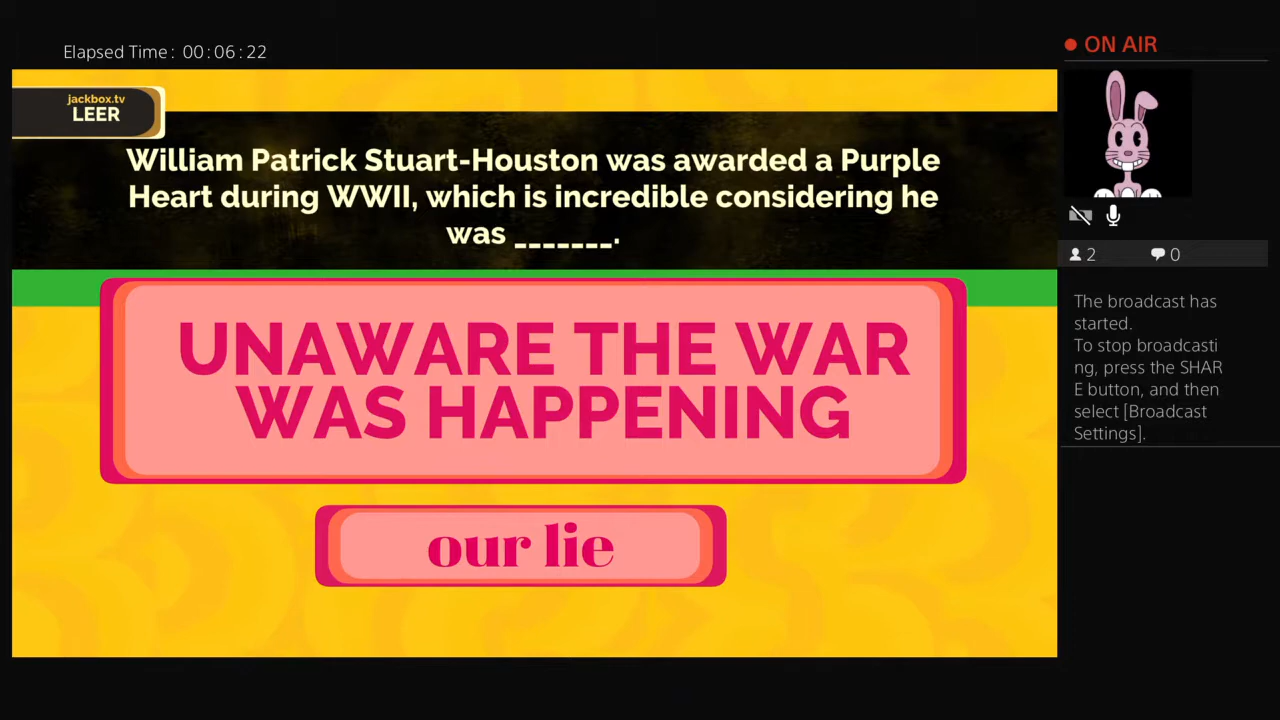 Elapsed Time: 00:06:22
ON AIR
jackbox.tv
LEER
William Patrick Stuart-Houston was awarded a Purple
Heart during WWII, which is incredible considering he
was _______.
UNAWARE THE WAR
WAS HAPPENING
our lie
2
0
The broadcast has
started.
To stop broadcasti
ng, press the SHAR
E button, and then
select [Broadcast
Settings].